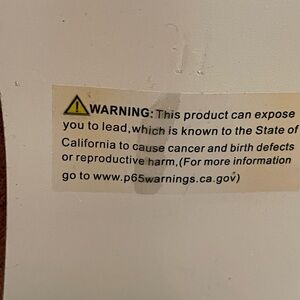 WARNING: This product can expose
you to lead,which is known to the State of
California to cause cancer and birth defects
or reproductive harm,(For more information
go to www.p65warnings.ca.gov)